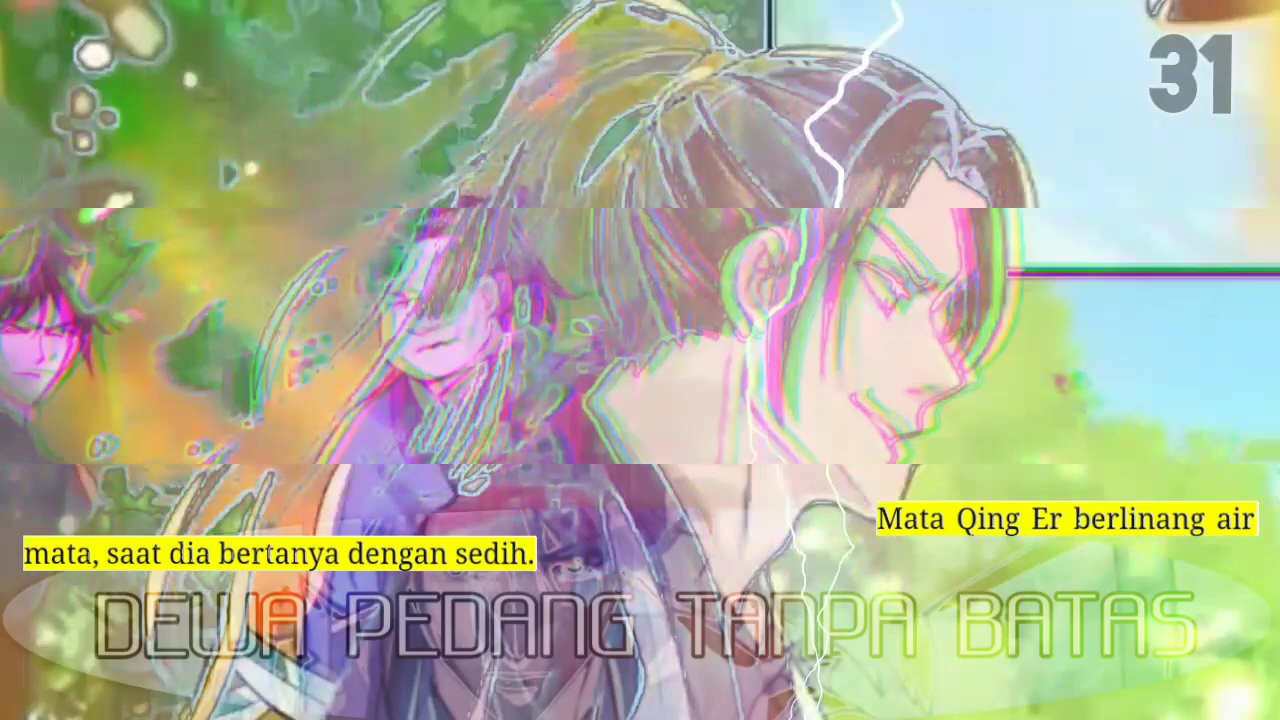 31
Mata Qing Er berlinang air
mata, saat dia bertanya dengan sedih.
DEWA PEDANG TANPA BATAS